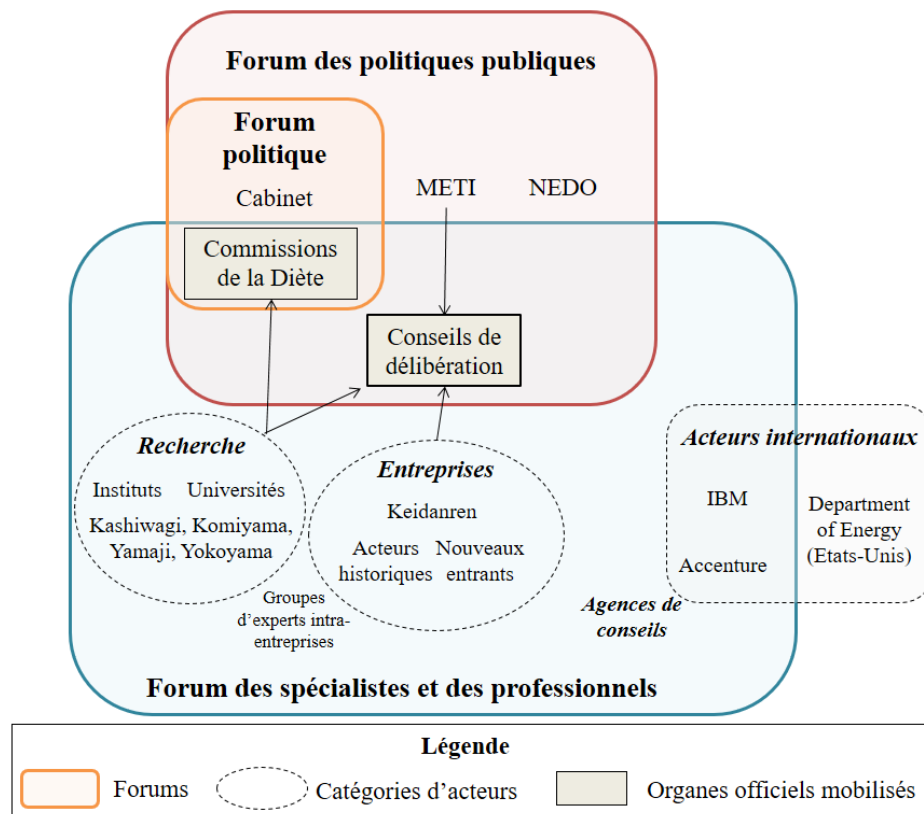 Forum des politiques publiques
Forum
politique
Cabinet
METI
NEDO
Commissions
de la Diète
Conseils de
délibération
Recherche
Instituts
Universités
Kashiwagi, Komiyama,
Yamaji, Yokoyama
Entreprises
Keidanren
Acteurs
historiques
Nouveaux
entrants
Groupes
d'experts intra-
entreprises
Acteurs internationaux
IBM
Accenture
Department
of Energy
(Etats-Unis)
Agences de
conseils
Forum des spécialistes et des professionnels
Légende
Forums
Catégories d'acteurs
Organes officiels mobilisés